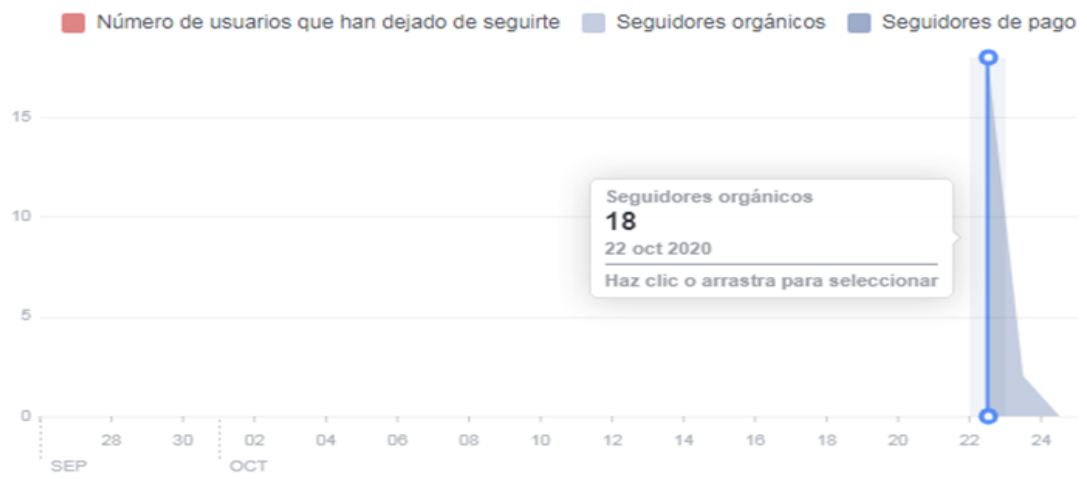 Número de usuarios que han dejado de seguirte Seguidores orgánicos Seguidores de pago
15
10
5
0
Seguidores orgánicos
18
22 oct 2020
Haz clic o arrastra para seleccionar
28 30 02 04 06 08 10 12 14 16 18 20 22 24
SEP OCT